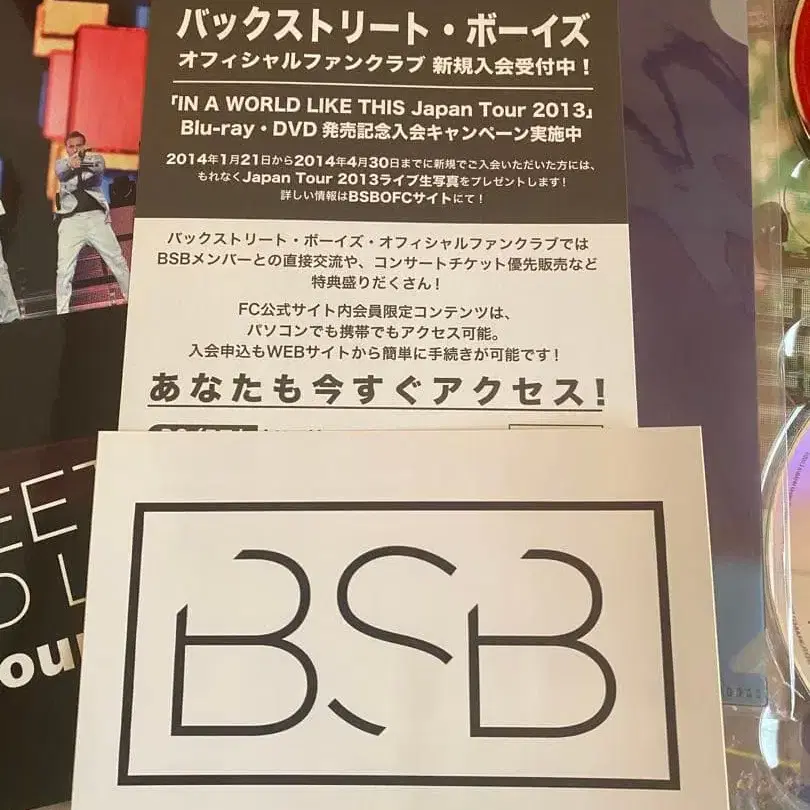 バックストリート・ボーイズ
オフィシャルファンクラブ 新規入会受付中！
「IN A WORLD LIKE THIS Japan Tour 2013」
Blu-ray・DVD 発売記念入会キャンペーン実施中
2014年1月21日から2014年4月30日までに新規でご入会いただいた方には、
もれなくJapan Tour 2013ライブ生写真をプレゼントします！
詳しい情報はBSBOFCサイトにて！
バックストリート・ボーイズ・オフィシャルファンクラブでは
BSBメンバーとの直接交流や、コンサートチケット優先販売など
特典盛りだくさん！
FC公式サイト内会員限定コンテンツは、
パソコンでも携帯でもアクセス可能。
入会申込もWEBサイトから簡単に手続きが可能です！
あなたも今すぐアクセス！
EET
D L
our
BSB